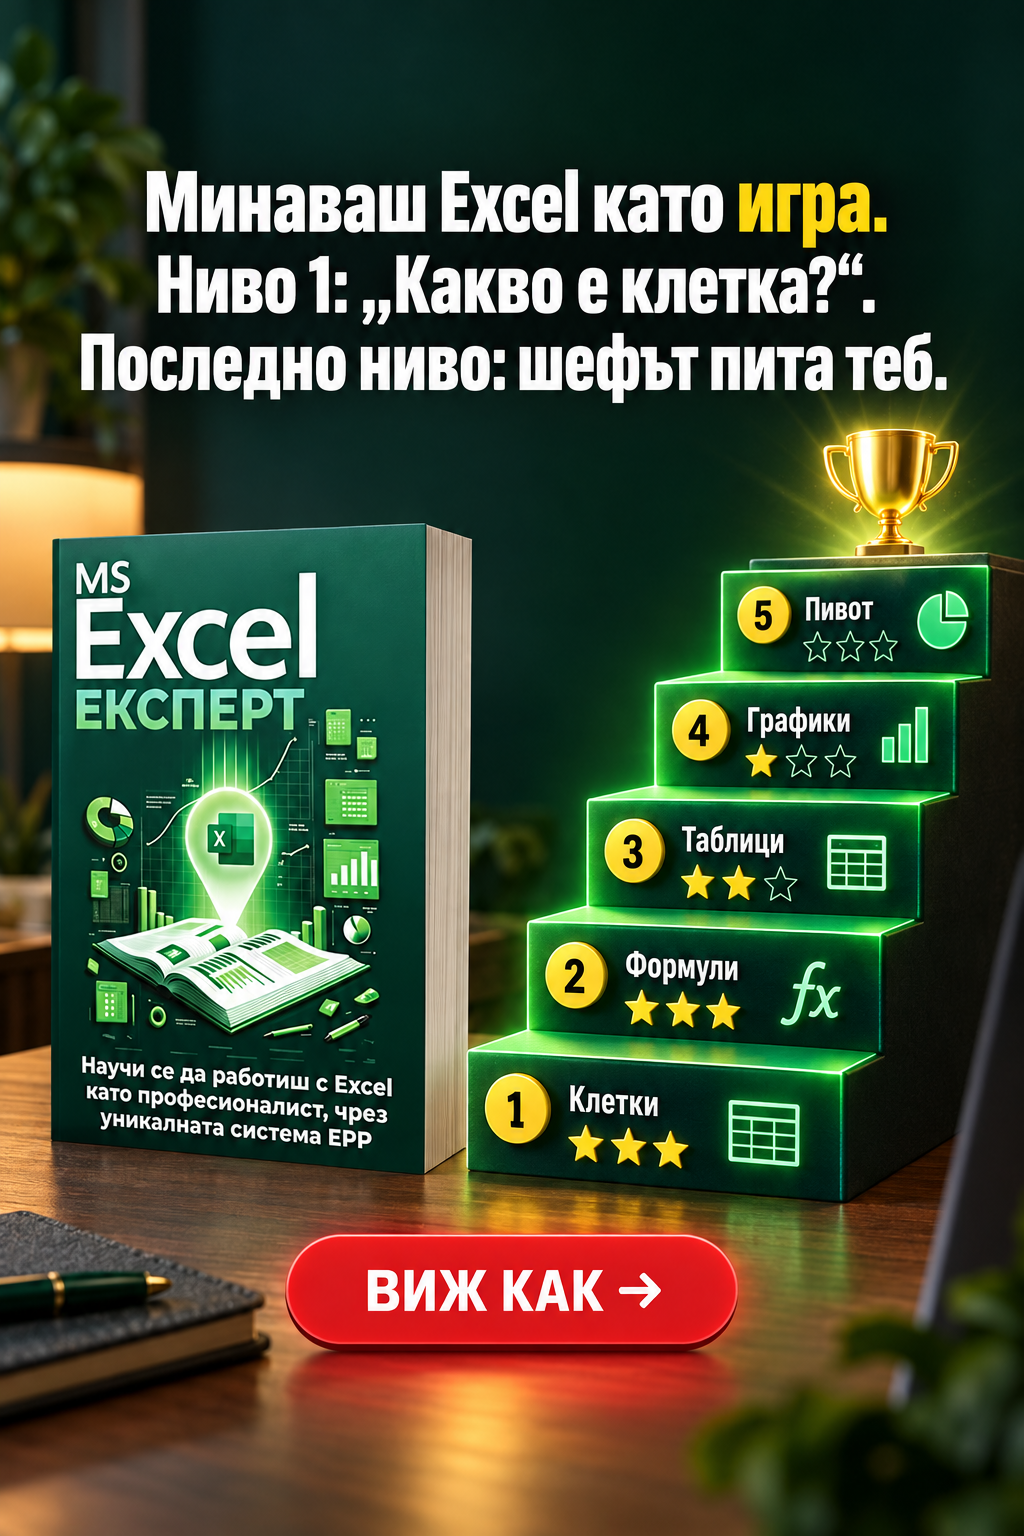 Минаваш Excel като игра.
Ниво 1: „Какво е клетка?“.
Последно ниво: шефът пита теб.
MS
Excel
ЕКСПЕРТ
X
Научи се да работиш с Excel
като професионалист, чрез
уникалната система ЕРР
5 Пивот
4 Графики
3 Таблици
2 Формули
fx
1 Клетки
ВИЖ КАК →